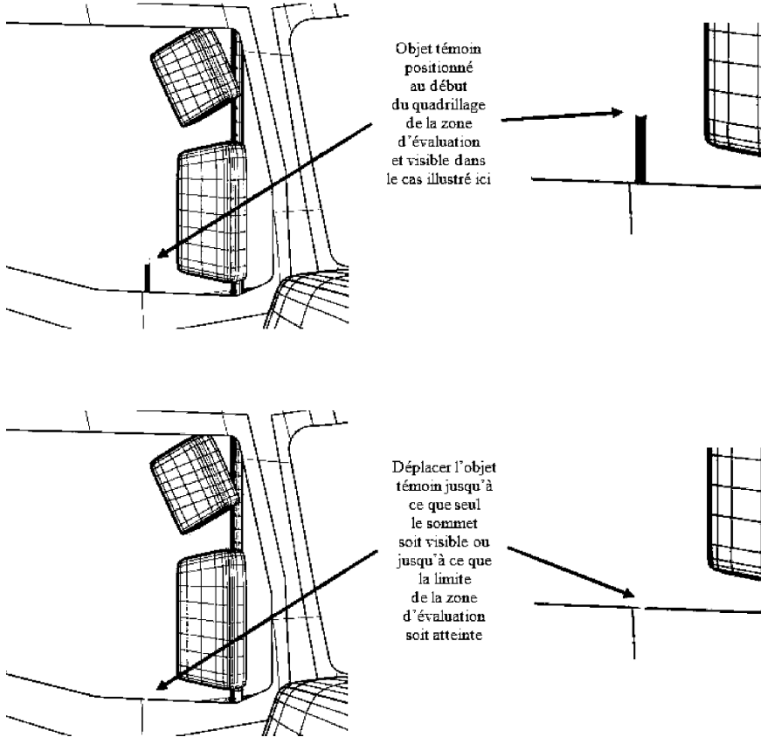 Objet témoin
positionné
au début
du quadrillage
de la zone
d'évaluation
et visible dans
le cas illustré ici
Déplacer l'objet
témoin jusqu'à
ce que seul
le sommet
soit visible ou
jusqu'à ce que
la limite
de la zone
d'évaluation
soit atteinte